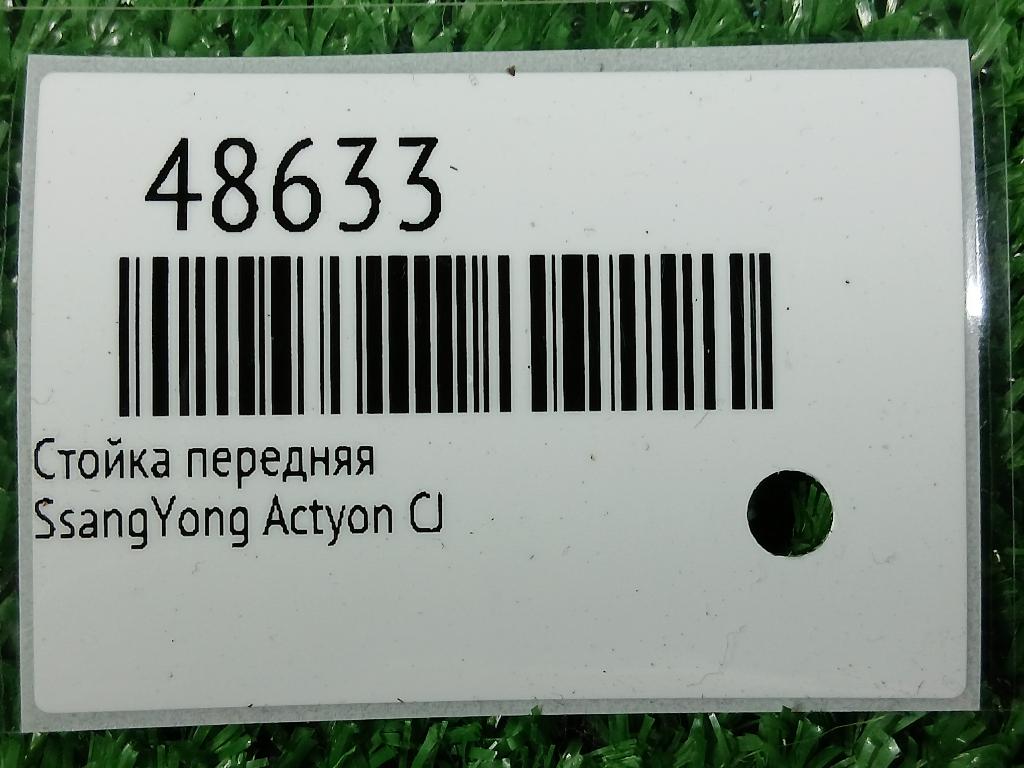 48633
Стойка передняя
SsangYong Actyon CJ